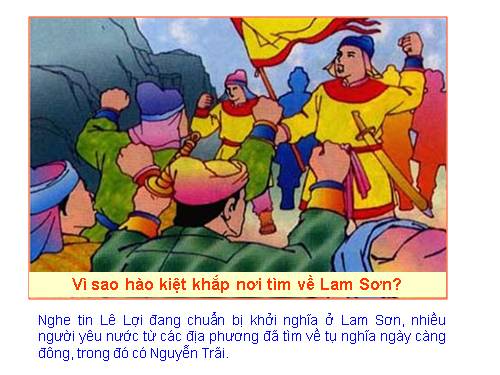 Vì sao hào kiệt khắp nơi tìm về Lam Sơn?
Nghe tin Lê Lợi đang chuẩn bị khởi nghĩa ở Lam Sơn, nhiều
người yêu nước từ các địa phương đã tìm về tụ nghĩa ngày càng
đông, trong đó có Nguyễn Trãi.